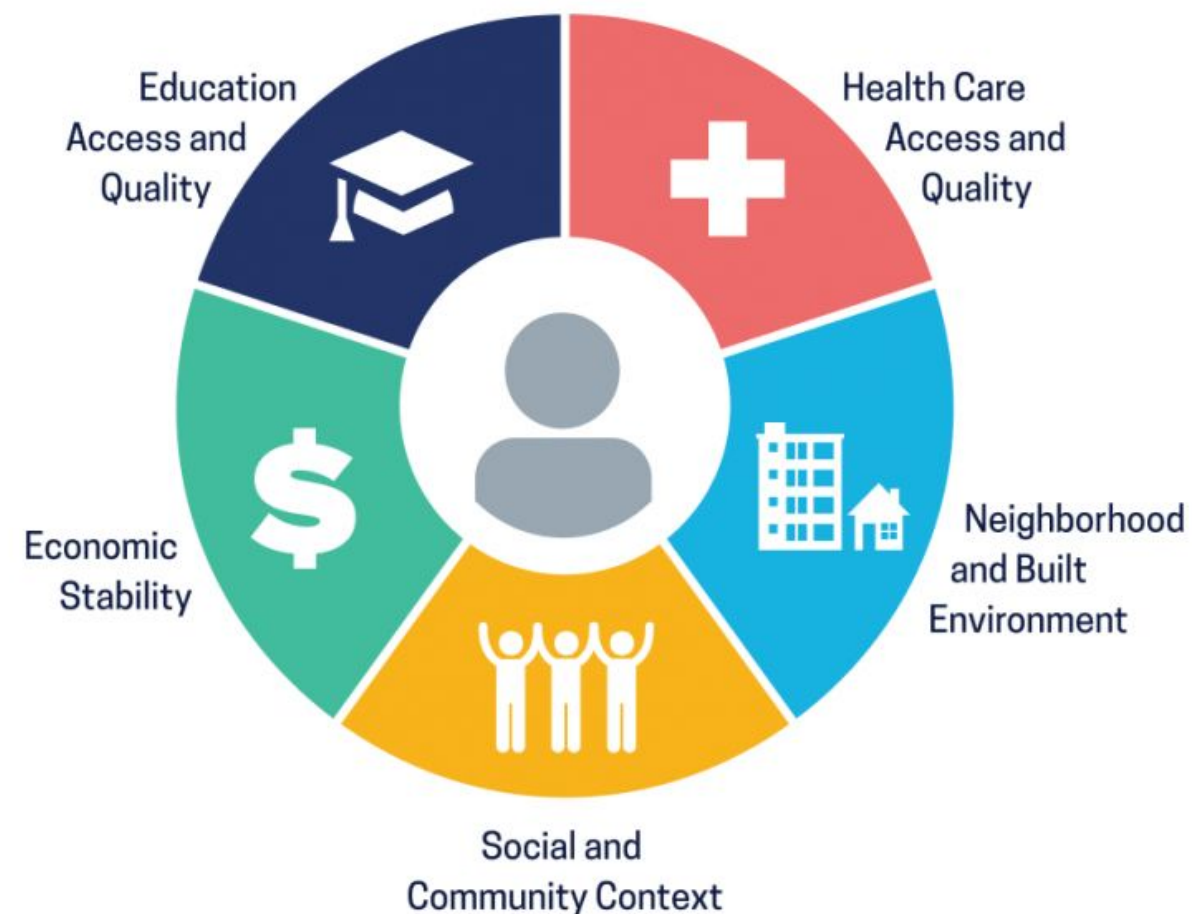 Education
Access and
Quality
Health Care
Access and
Quality
Economic
Stability
Neighborhood
and Built
Environment
Social and
Community Context